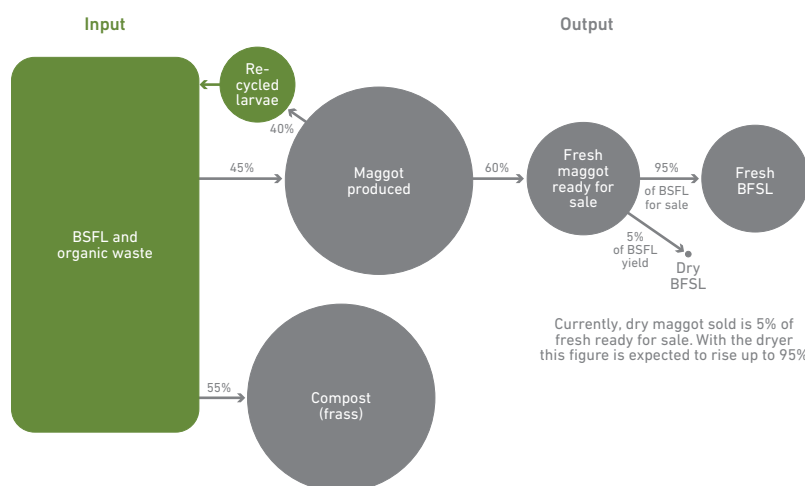 Input
Output
Re-
cycled
larvae
40%
45%
Maggot
produced
60%
Fresh
maggot
ready for
sale
95%
of BSFL
for sale
Fresh
BFSL
5%
of BSFL
yield
Dry
BFSL
BSFL and
organic waste
Currently, dry maggot sold is 5% of
fresh ready for sale. With the dryer
this figure is expected to rise up to 95%
55%
Compost
(frass)